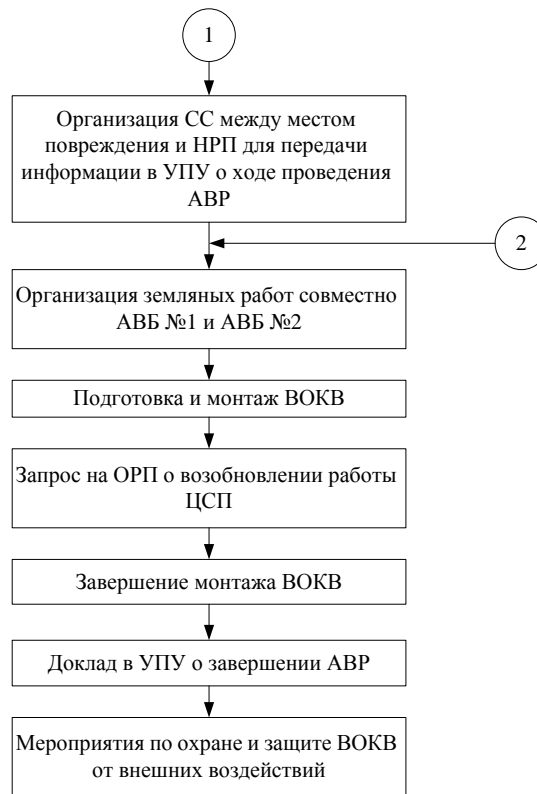 1
Организация СС между местом
повреждения и НРП для передачи
информации в УПУ о ходе проведения
АВР
2
Организация земляных работ совместно
АВБ №1 и АВБ №2
Подготовка и монтаж ВОКВ
Запрос на ОРП о возобновлении работы
ЦСП
Завершение монтажа ВОКВ
Доклад в УПУ о завершении АВР
Мероприятия по охране и защите ВОКВ
от внешних воздействий